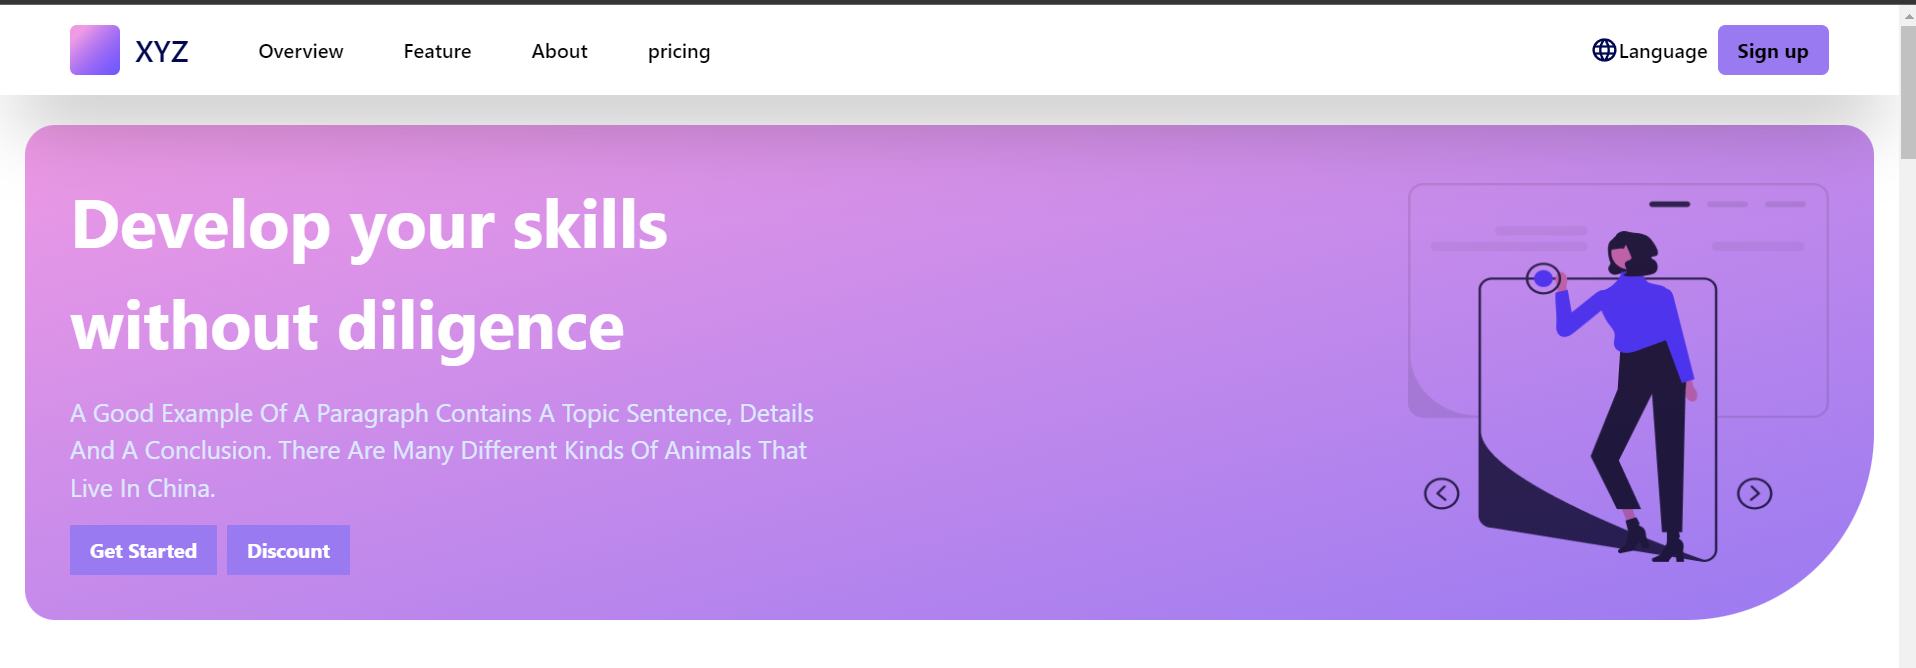 XYZ
Overview
Feature
About
pricing
Language
Sign up
Develop your skills
without diligence
A Good Example Of A Paragraph Contains A Topic Sentence, Details
And A Conclusion. There Are Many Different Kinds Of Animals That
Live In China.
Get Started
Discount